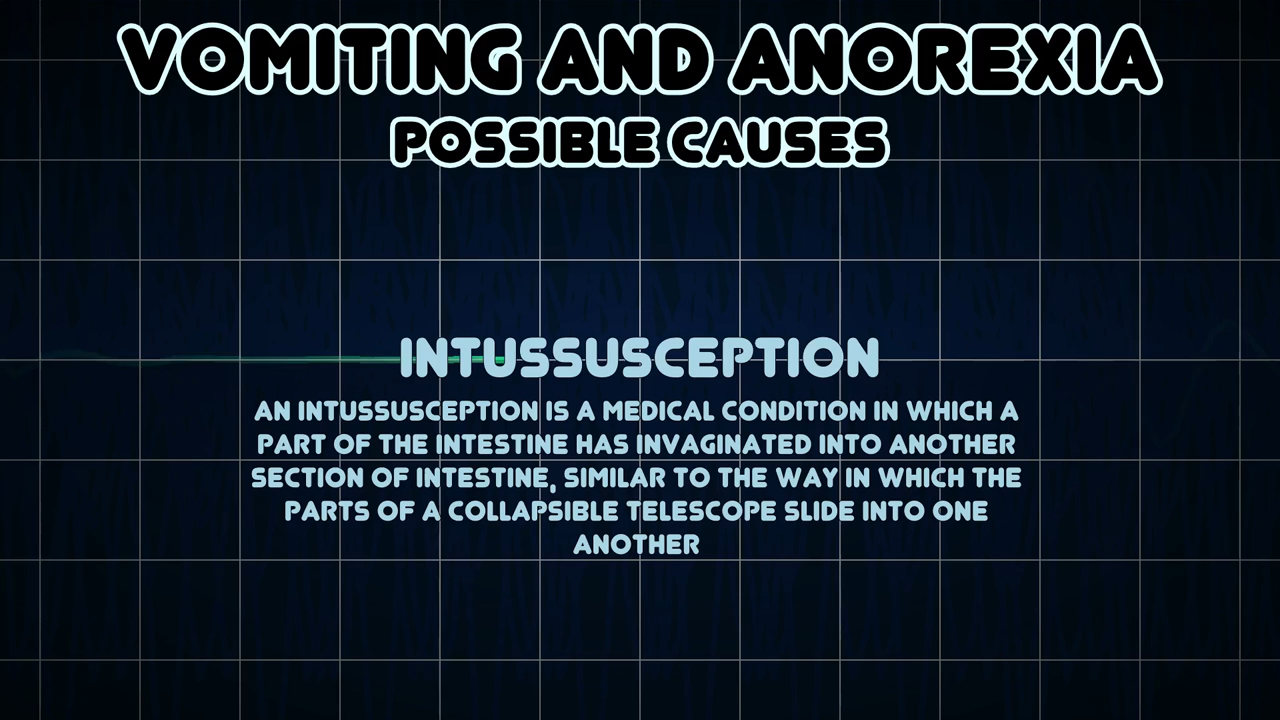 VOMITING AND ANOREXIA
POSSIBLE CAUSES
INTUSSUSCEPTION
AN INTUSSUSCEPTION IS A MEDICAL CONDITION IN WHICH A
PART OF THE INTESTINE HAS INVAGINATED INTO ANOTHER
SECTION OF INTESTINE, SIMILAR TO THE WAY IN WHICH THE
PARTS OF A COLLAPSIBLE TELESCOPE SLIDE INTO ONE
ANOTHER